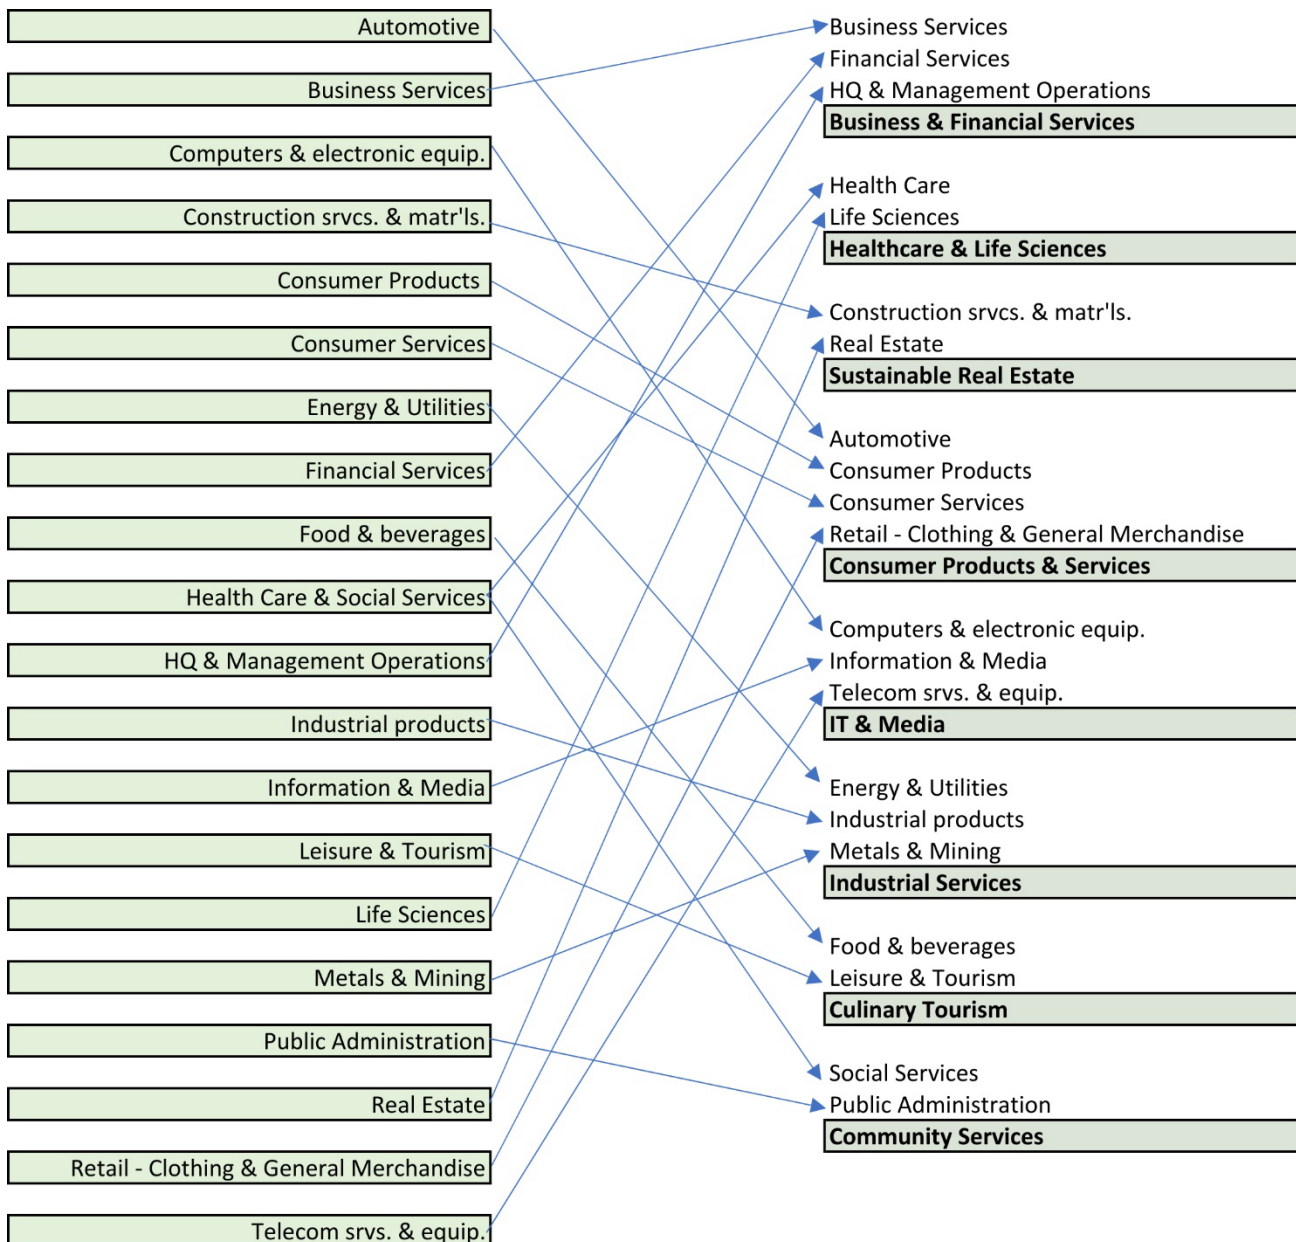 Automotive
Business Services
Computers & electronic equip.
Construction srvcs. & matr'ls.
Consumer Products
Consumer Services
Energy & Utilities
Financial Services
Food & beverages
Health Care & Social Services
HQ & Management Operations
Industrial products
Information & Media
Leisure & Tourism
Life Sciences
Metals & Mining
Public Administration
Real Estate
Retail - Clothing & General Merchandise
Telecom srvs. & equip.
Business Services
Financial Services
HQ & Management Operations
Business & Financial Services
Health Care
Life Sciences
Healthcare & Life Sciences
Construction srvcs. & matr'ls.
Real Estate
Sustainable Real Estate
Automotive
Consumer Products
Consumer Services
Retail - Clothing & General Merchandise
Consumer Products & Services
Computers & electronic equip.
Information & Media
Telecom srvs. & equip.
IT & Media
Energy & Utilities
Industrial products
Metals & Mining
Industrial Services
Food & beverages
Leisure & Tourism
Culinary Tourism
Social Services
Public Administration
Community Services